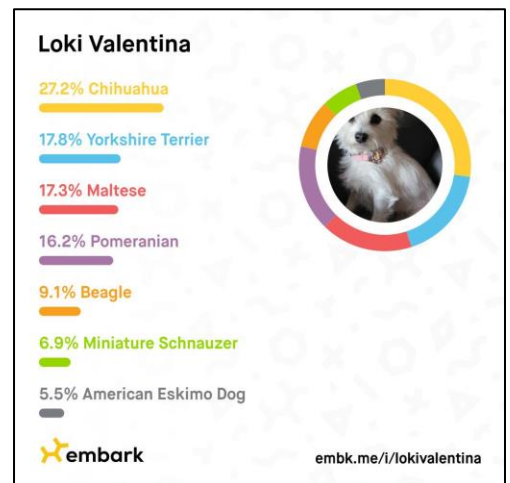 Loki Valentina
27.2% Chihuahua
17.8% Yorkshire Terrier
17.3% Maltese
16.2% Pomeranian
9.1% Beagle
6.9% Miniature Schnauzer
5.5% American Eskimo Dog
embark
embk.me/i/lokivalentina